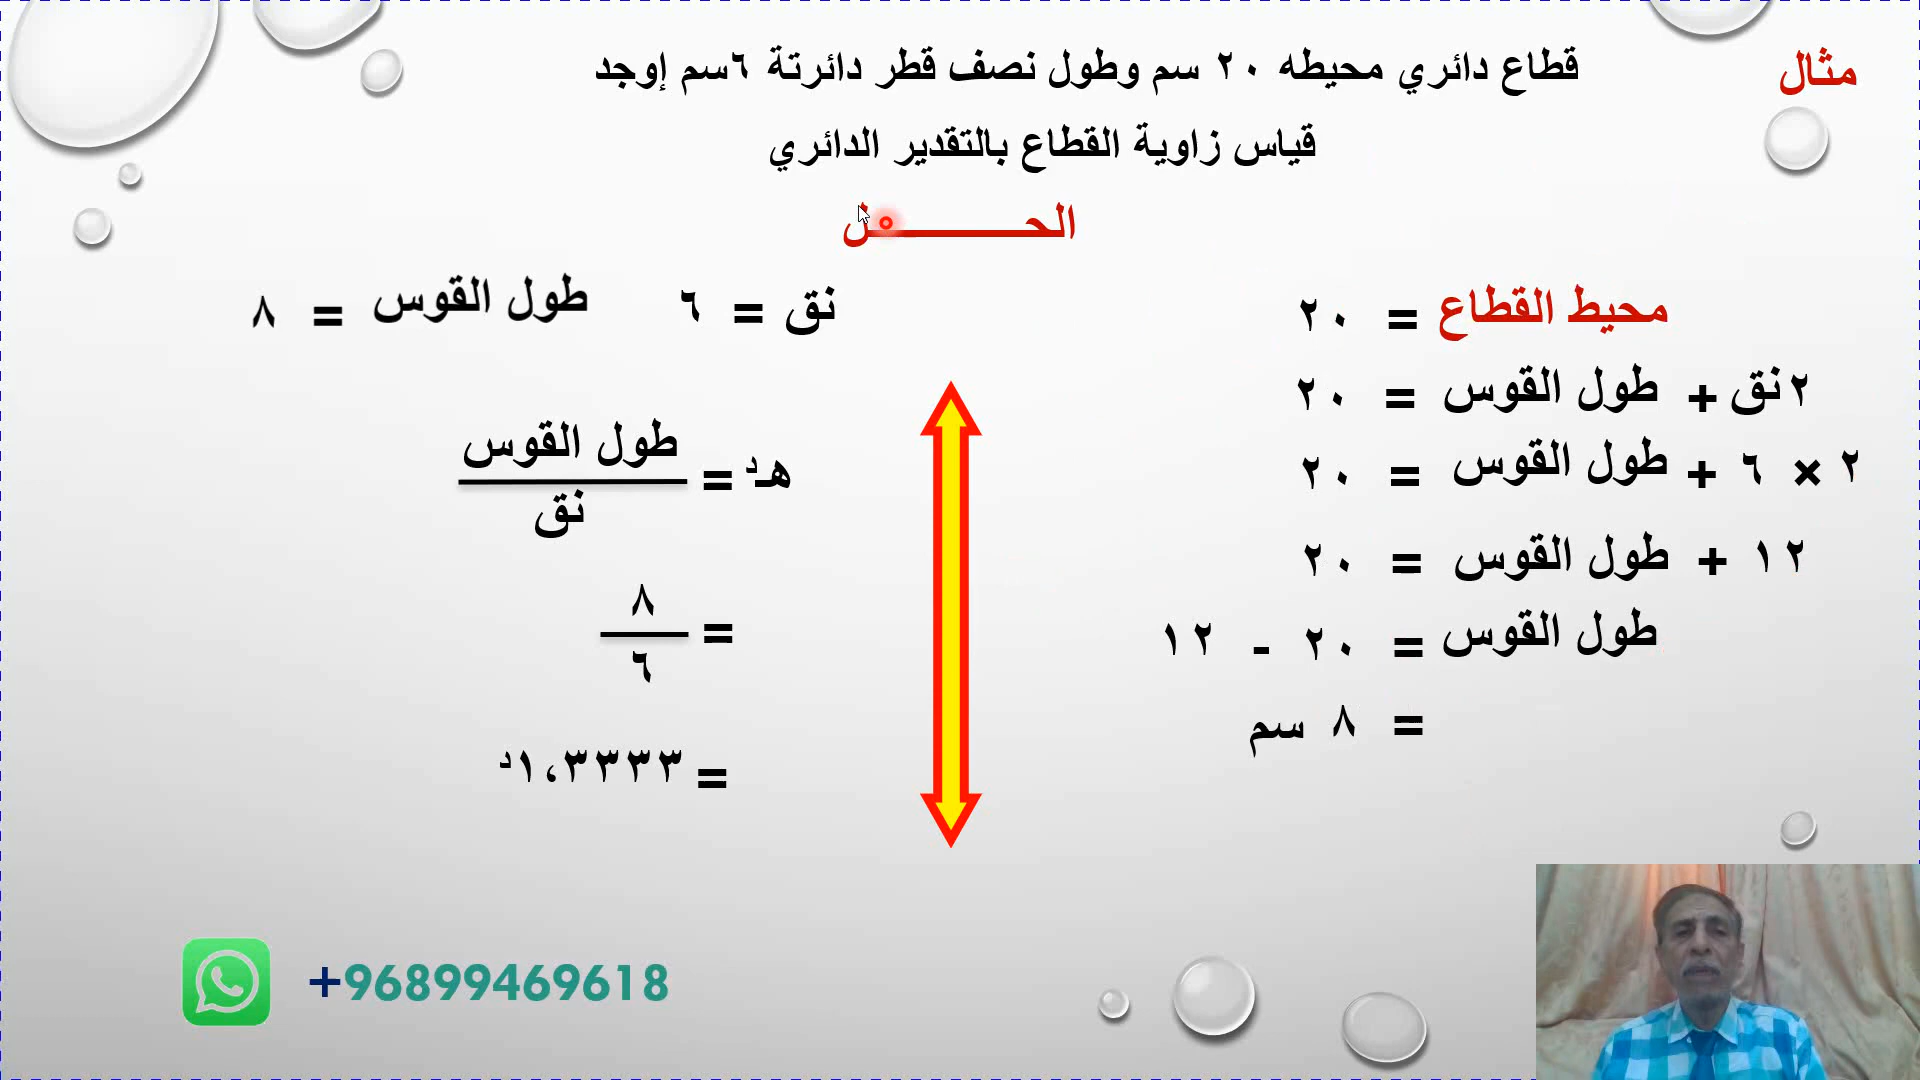 مثال
قطاع دائري محيطه ٢٠ سم وطول نصف قطر دائرتة ٦سم إوجد
قياس زاوية القطاع بالتقدير الدائري
الحـــــــــــل
محيط القطاع = ٢٠
٢نق + طول القوس = ٢٠
٢ × ٦ + طول القوس = ٢٠
١٢ + طول القوس = ٢٠
طول القوس = ٢٠ - ١٢
= ٨ سم
نق = ٦ طول القوس = ٨
هـ د = طول القوس
نق
= ٨
٦
= ١،٣٣٣٣ د
+96899469618